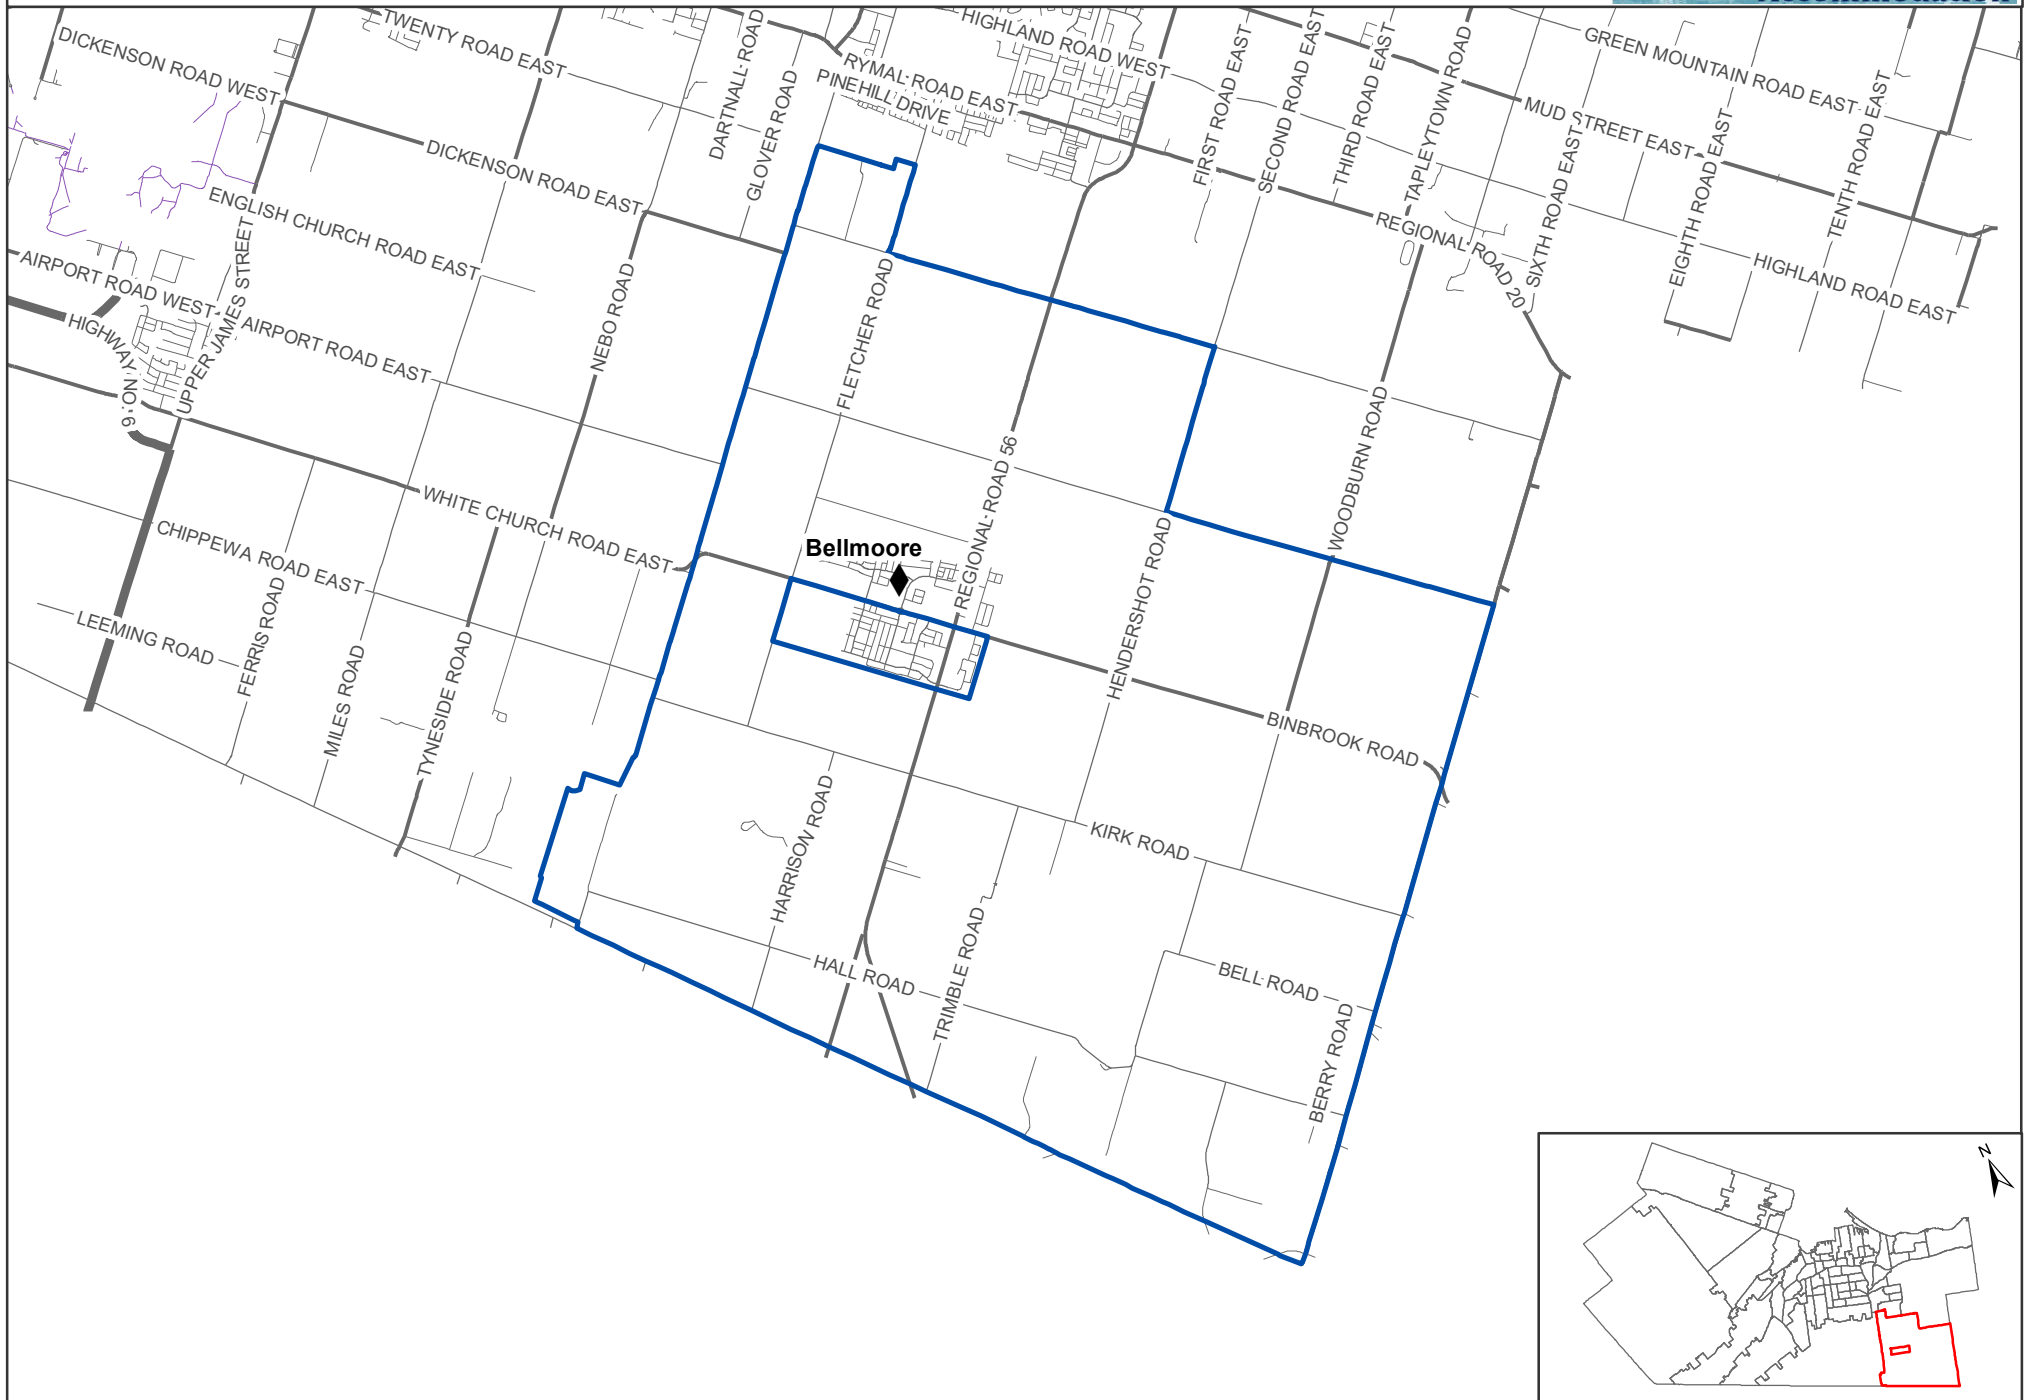 Accommodation
DICKENSON ROAD WEST
TWENTY ROAD EAST
DARTNALL ROAD
GLOVER ROAD
RYMAL ROAD EAST
PINEHILL DRIVE
HIGHLAND ROAD WEST
FIRST ROAD EAST
SECOND ROAD EAST
THIRD ROAD EAST
TAPLEYTOWN ROAD
GREEN MOUNTAIN ROAD EAST
MUD STREET EAST
SIXTH ROAD EAST
EIGHTH ROAD EAST
TENTH ROAD EAST
HIGHLAND ROAD EAST
REGIONAL ROAD 20
DICKENSON ROAD EAST
ENGLISH CHURCH ROAD EAST
AIRPORT ROAD WEST
AIRPORT ROAD EAST
HIGHWAY NO. 6
UPPER JAMES STREET
NEBO ROAD
FLETCHER ROAD
REGIONAL ROAD 56
WOODBURN ROAD
WHITE CHURCH ROAD EAST
CHIPPEWA ROAD EAST
LEEMING ROAD
FERRIS ROAD
MILES ROAD
TYNESIDE ROAD
Bellmoore
HENDERSHOT ROAD
BINBROOK ROAD
HARRISON ROAD
KIRK ROAD
HALL ROAD
TRIMBLE ROAD
BELL ROAD
BERRY ROAD
N